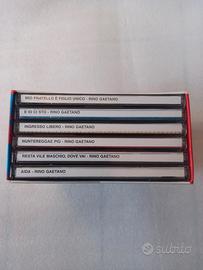 MIO FRATELLO È FIGLIO UNICO - RINO GAETANO
E IO CI STO - RINO GAETANO
INGRESSO LIBERO - RINO GAETANO
NUNTEREGGAE PIÙ - RINO GAETANO
RESTA VILE MASCHIO, DOVE VAI - RINO GAETANO
AIDA - RINO GAETANO
subito